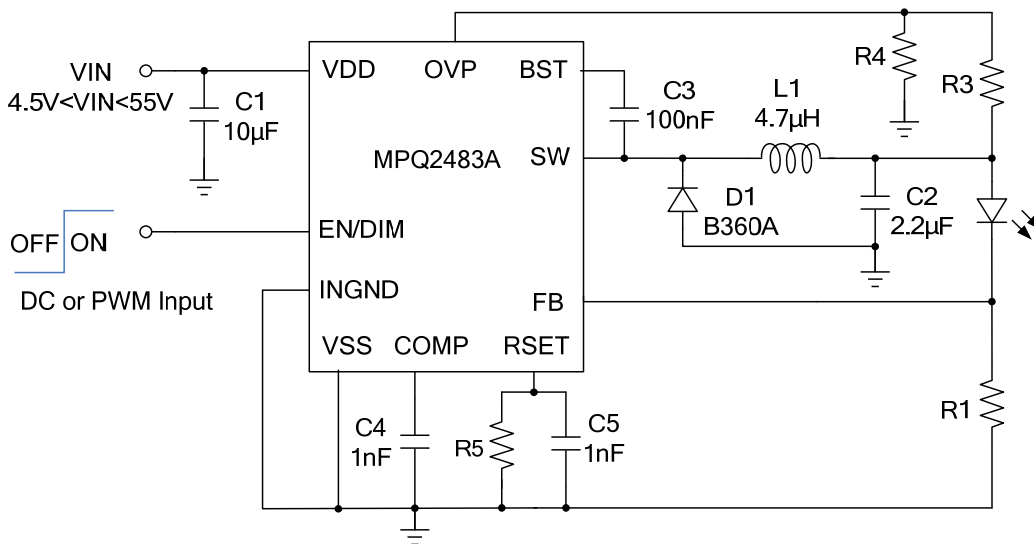 VIN
4.5V<VIN<55V
C1
10µF
OFF
ON
DC or PWM Input
VDD
OVP
BST
MPQ2483A
SW
EN/DIM
INGND
FB
VSS
COMP
RSET
C3
100nF
L1
4.7µH
R4
R3
D1
B360A
C2
2.2µF
C4
1nF
R5
C5
1nF
R1